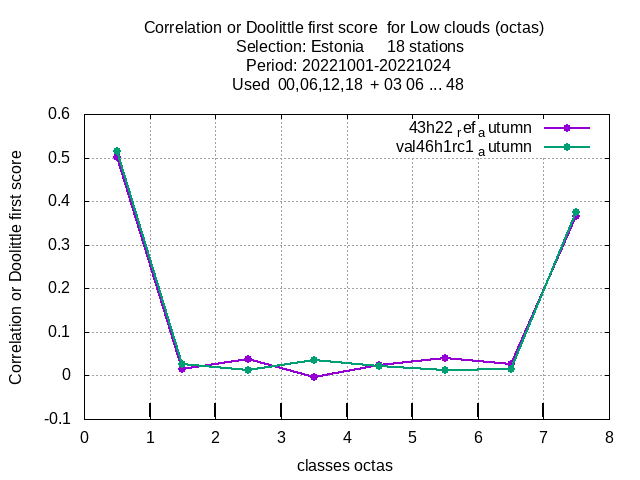 Correlation or Doolittle first score  for Low clouds (octas)
Selection: Estonia     18 stations
Period: 20221001-20221024
Used  00,06,12,18  + 03 06 ... 48
43h22refautumn
val46h1rc1autumn
Correlation or Doolittle first score
0.6
0.5
0.4
0.3
0.2
0.1
0
-0.1
0 1 2 3 4 5 6 7 8
classes octas